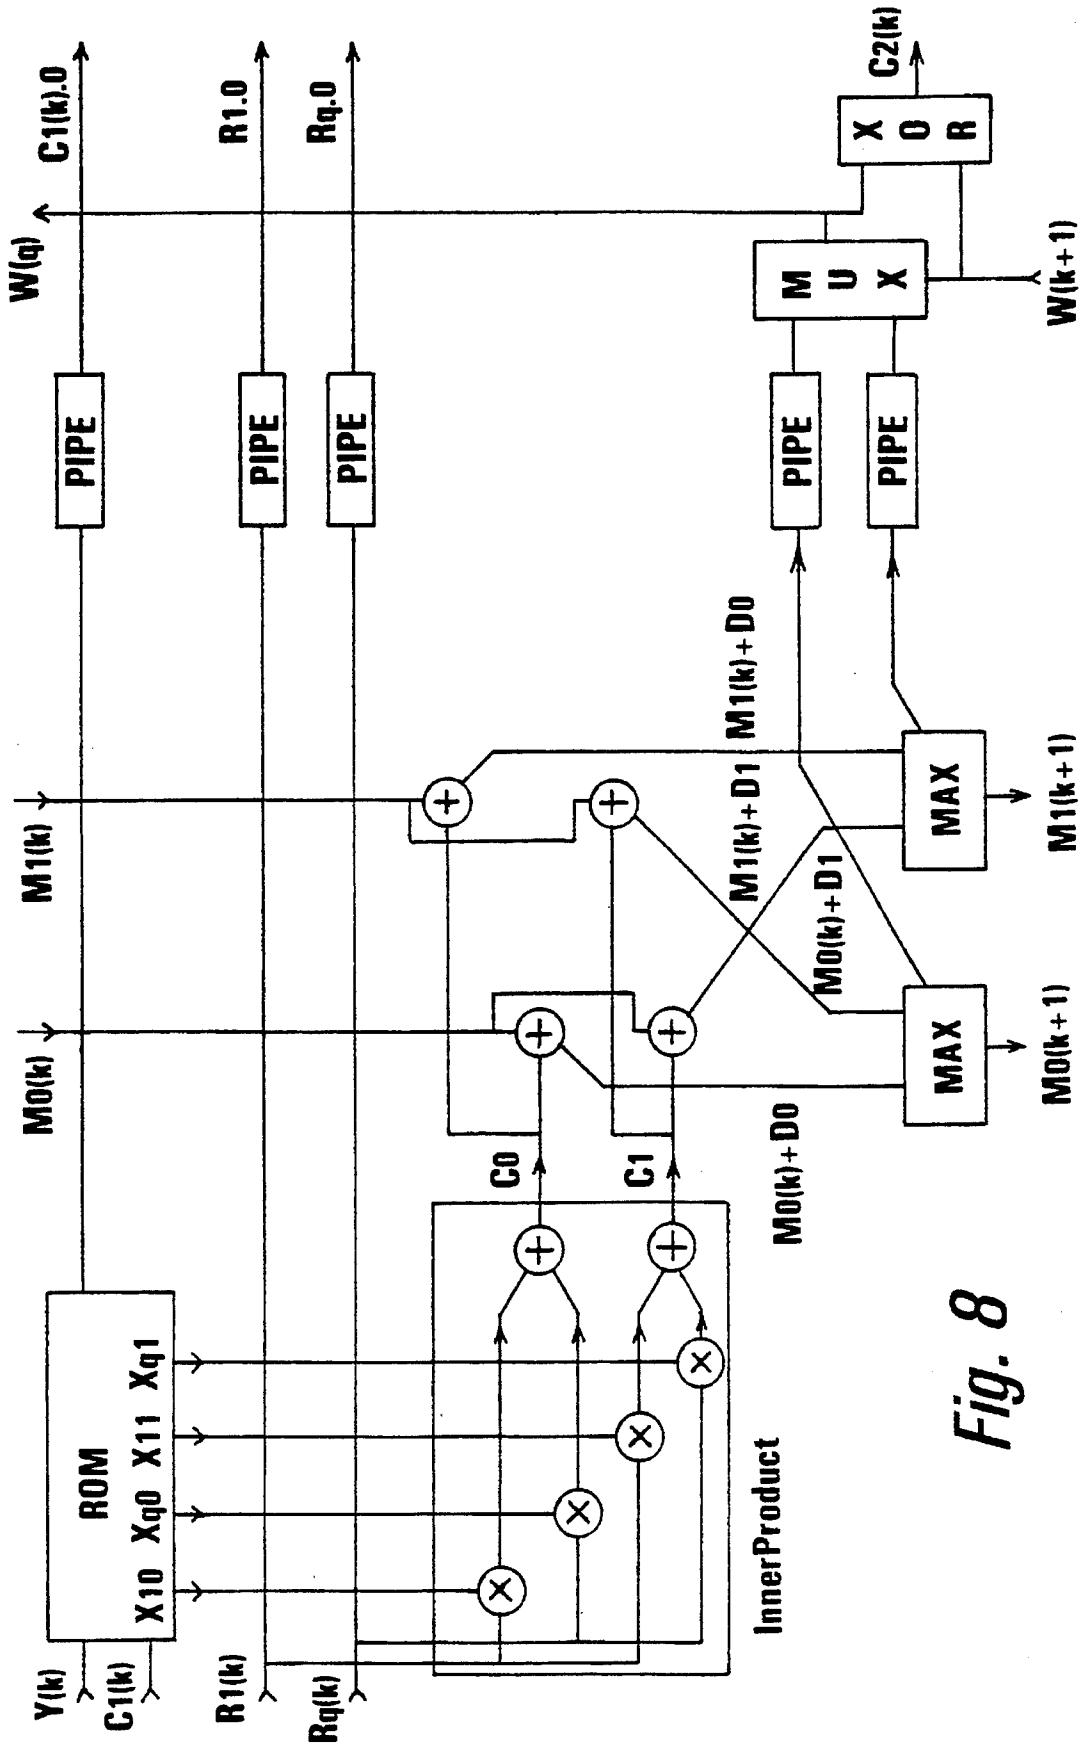 Y(k)
C1(k)
R1(k)
Rq(k)
ROM
X10 Xq0 X11 Xq1
InnerProduct
C0
C1
M0(k)
M1(k)
M0(k)+D0
M0(k)+D1
M1(k)+D1
M1(k)+D0
MAX
MAX
M0(k+1)
M1(k+1)
PIPE
PIPE
PIPE
PIPE
PIPE
W(q)
MUX
W(k+1)
XOR
C1(k).0
R1.0
Rq.0
C2(k)
Fig. 8